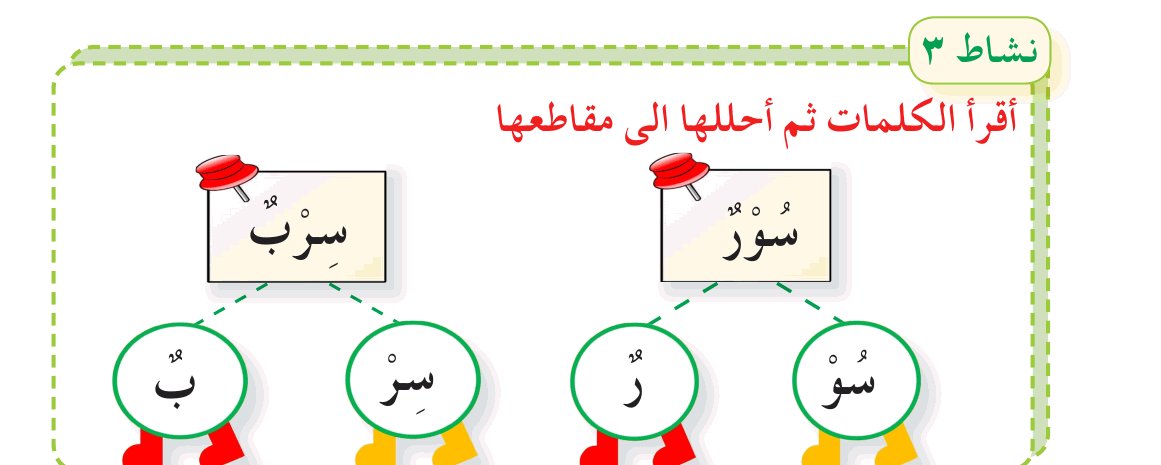 نشاط ٣
أقرأ الكلمات ثم أحللها الى مقاطعها
سُوْرٌ سِرْبٌ
سُوْ رٌ سِرْ بٌ